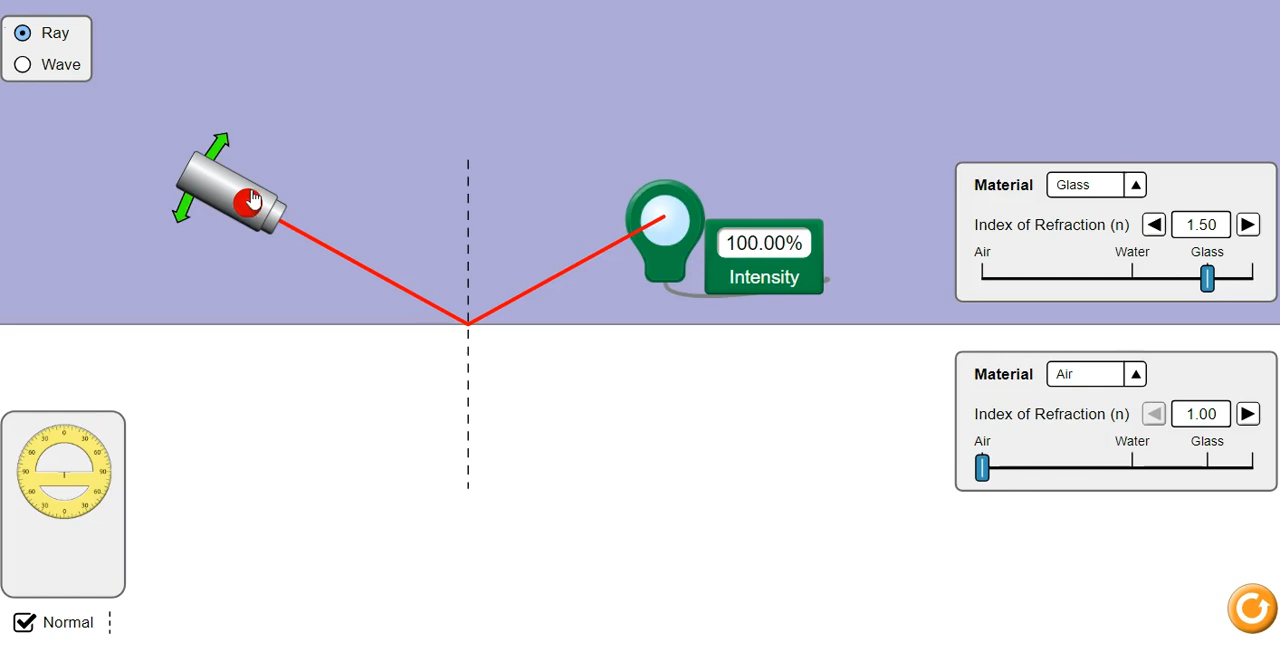 Ray
Wave
Material Glass
Index of Refraction (n) 1.50
Air Water Glass
100.00%
Intensity
Material Air
Index of Refraction (n) 1.00
Air Water Glass
Normal